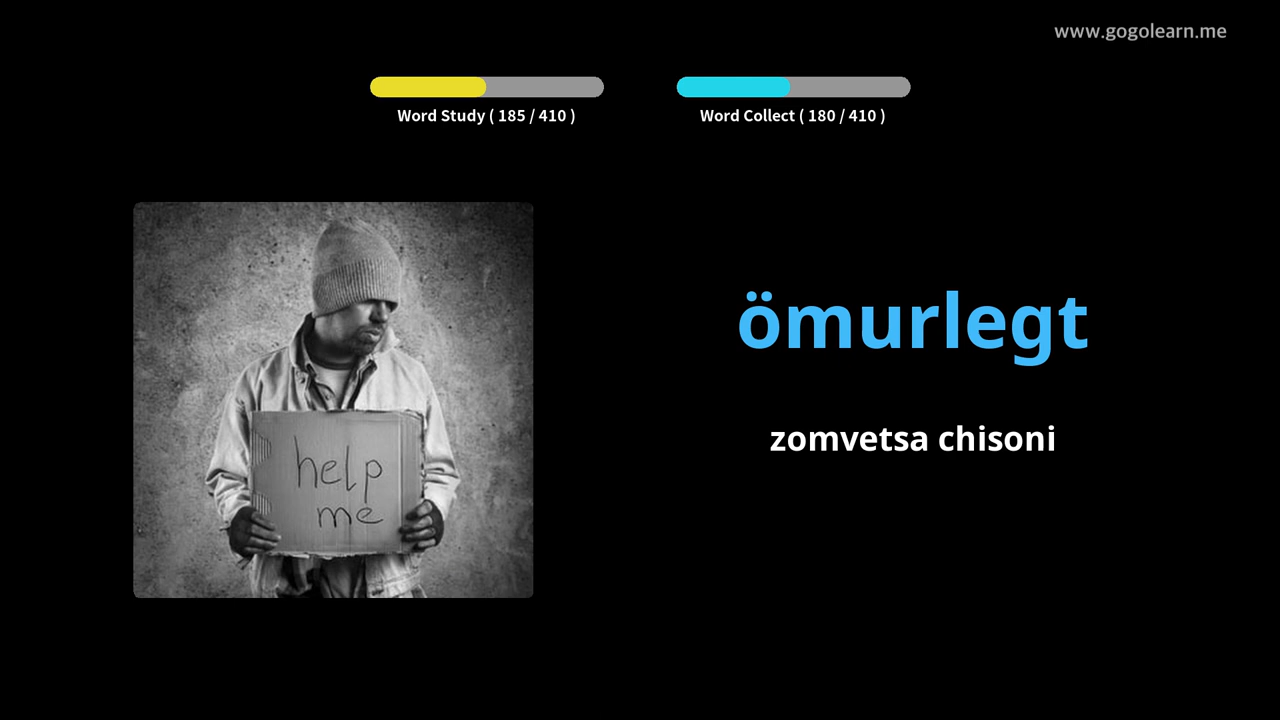 www.gogolearn.me
Word Study ( 185 / 410 )
Word Collect ( 180 / 410 )
ömurlegt
zomvetsa chisoni
help
me